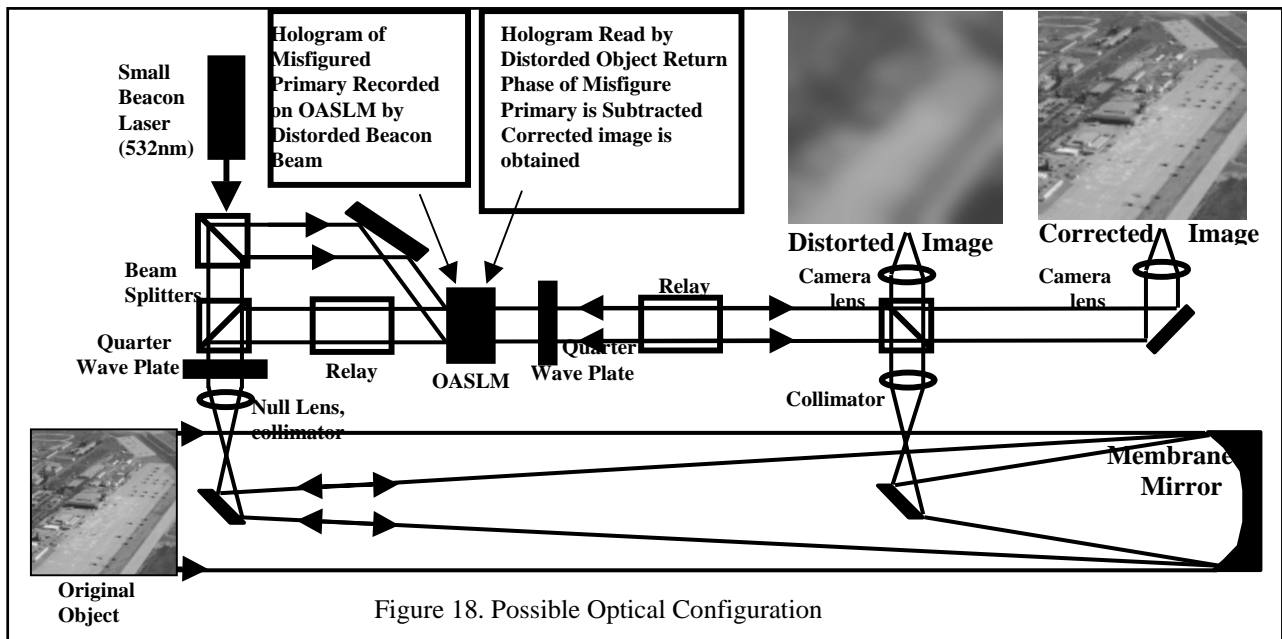 Small
Beacon
Laser
(532nm)
Hologram of
Misfigured
Primary Recorded
on OASLM by
Distorded Beacon
Beam
Hologram Read by
Distorded Object Return
Phase of Misfigure
Primary is Subtracted
Corrected image is
obtained
Distorted Image
Corrected Image
Beam
Splitters
Camera
lens
Camera
lens
Relay
Quarter
Wave Plate
Relay
OASLM
Quarter
Wave Plate
Collimator
Null Lens,
collimator
Membrane
Mirror
Original
Object
Figure 18. Possible Optical Configuration